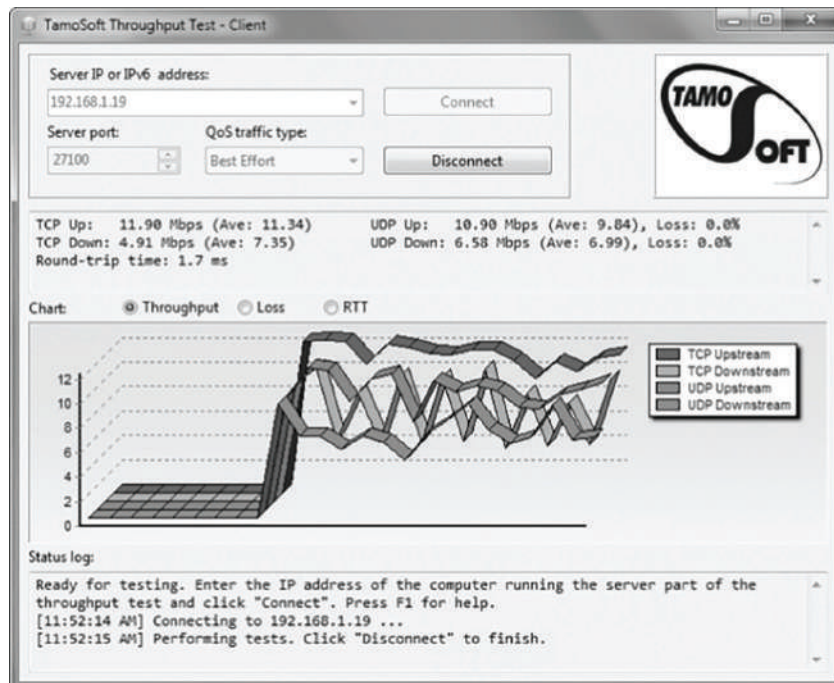 TamoSoft Throughput Test - Client
Server IP or IPv6 address:
192.168.1.19
Connect
Server port:
QoS traffic type:
27100
Best Effort
Disconnect
TAMO
SOFT
TCP Up: 11.90 Mbps (Ave: 11.34) UDP Up: 10.90 Mbps (Ave: 9.84), Loss: 0.0%
TCP Down: 4.91 Mbps (Ave: 7.35) UDP Down: 6.58 Mbps (Ave: 6.99), Loss: 0.0%
Round-trip time: 1.7 ms
Chart: Throughput Loss RTT
12
10
8
6
4
2
0
TCP Upstream
TCP Downstream
UDP Upstream
UDP Downstream
Status log:
Ready for testing. Enter the IP address of the computer running the server part of the
throughput test and click "Connect". Press F1 for help.
[11:52:14 AM] Connecting to 192.168.1.19 ...
[11:52:15 AM] Performing tests. Click "Disconnect" to finish.